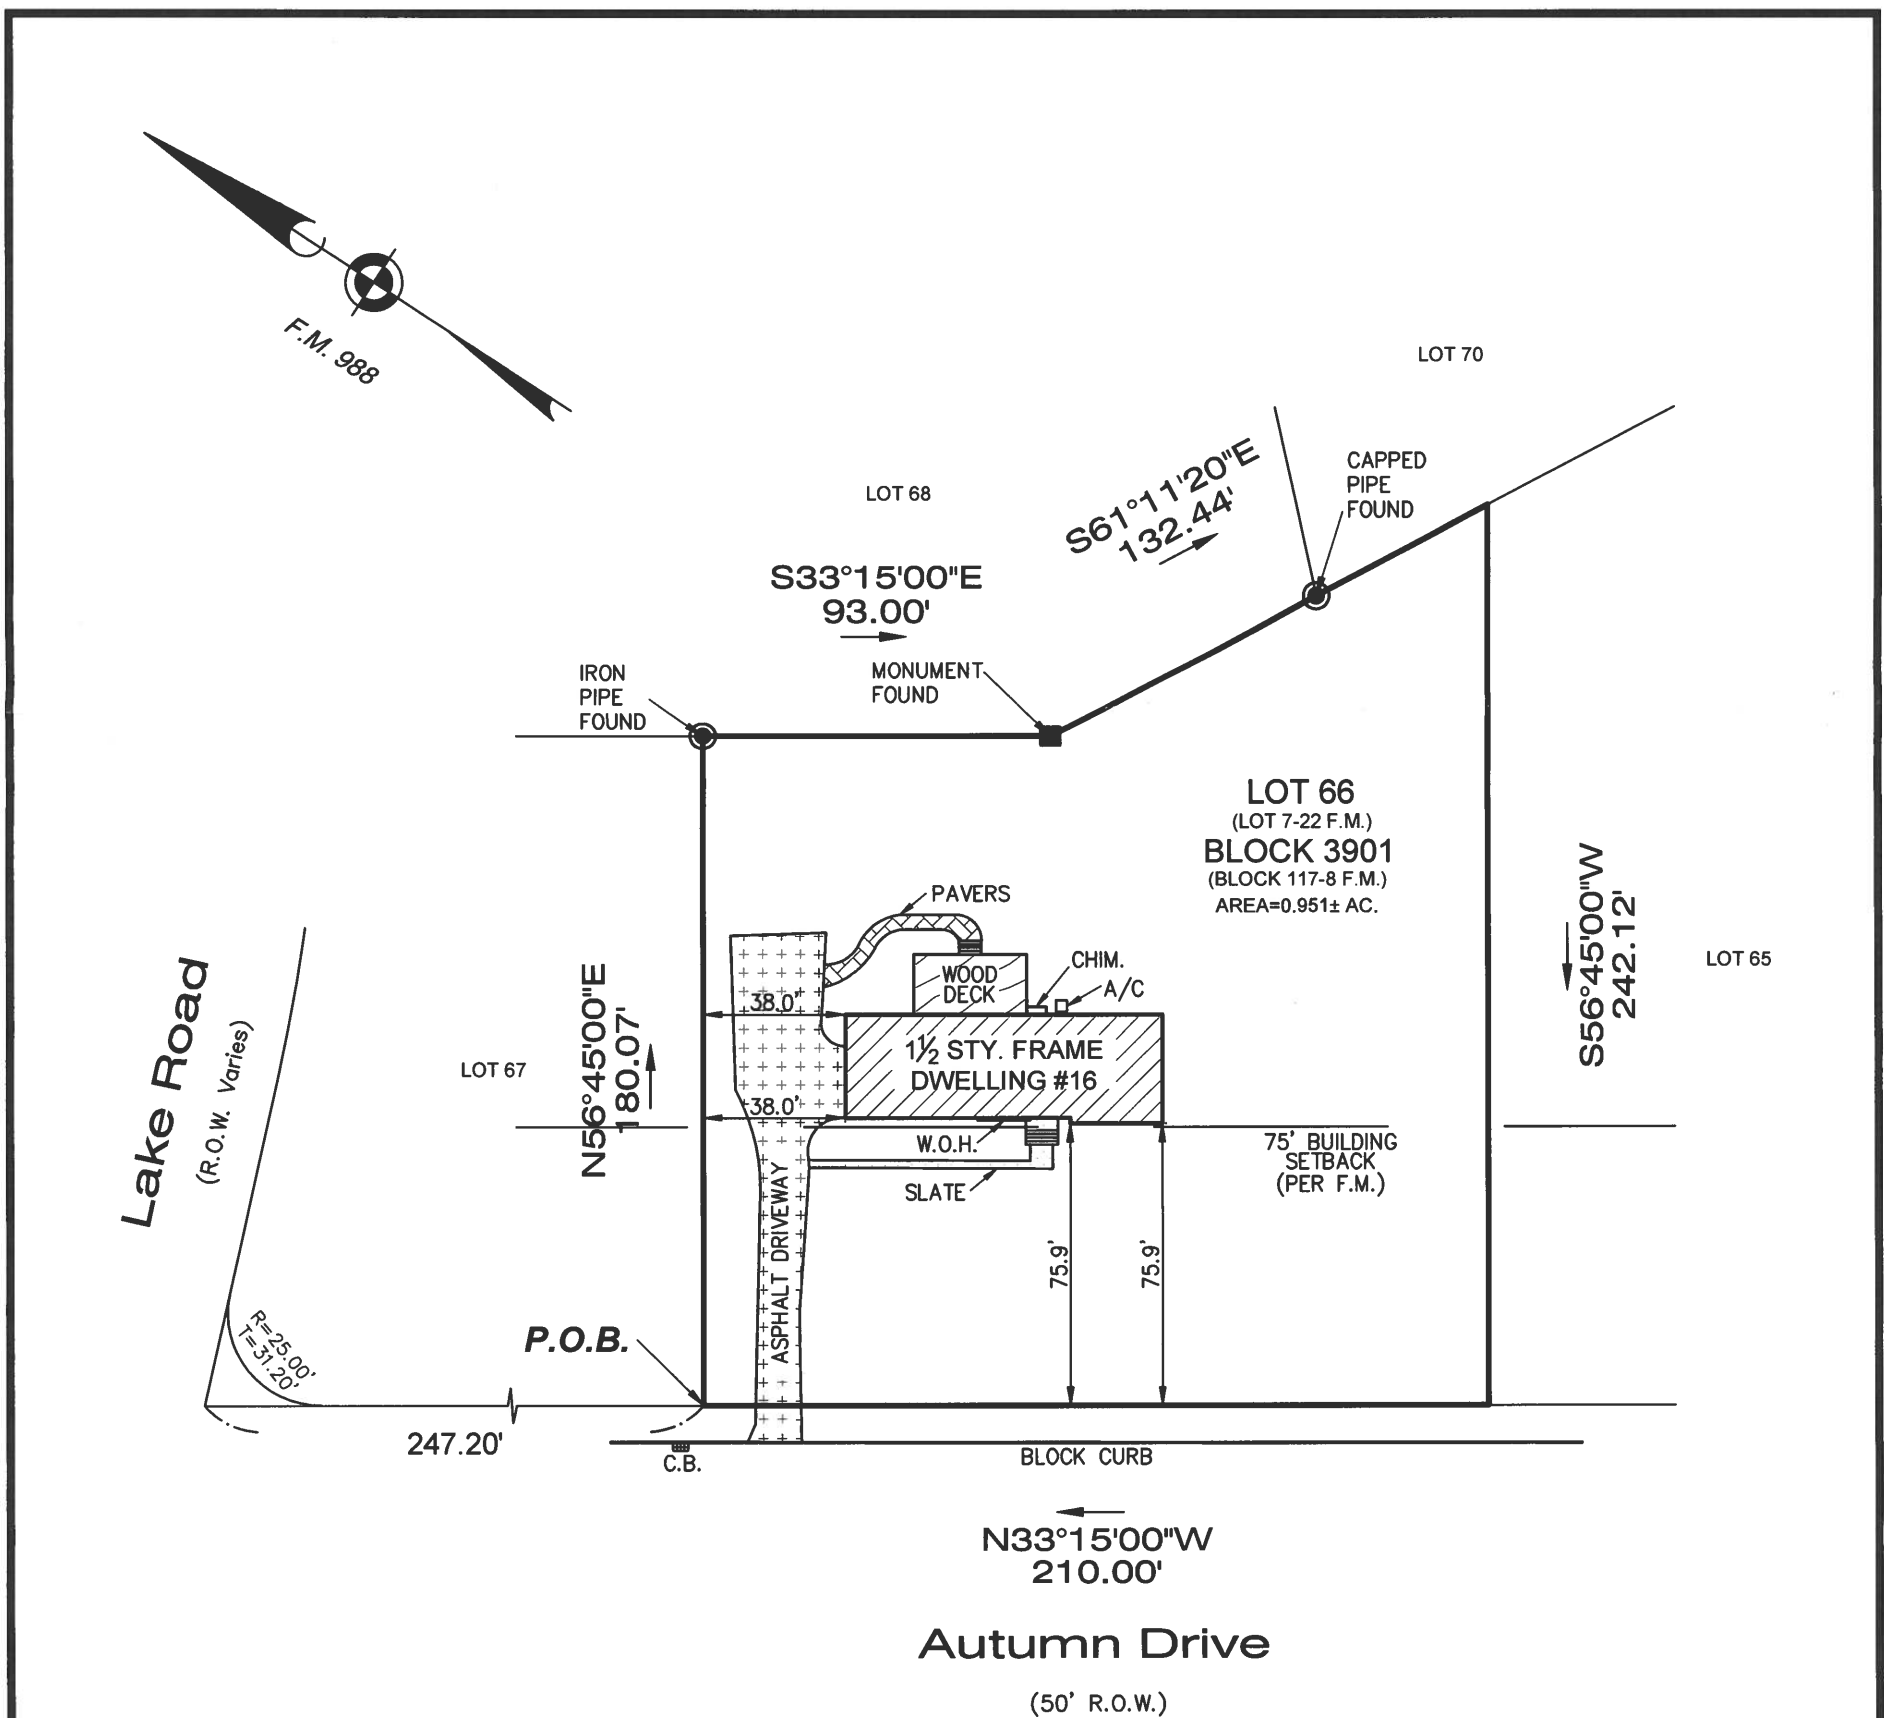 F.M. 988
LOT 70
LOT 68
S61°11'20"E
132.44'
CAPPED
PIPE
FOUND
S33°15'00"E
93.00'
IRON
PIPE
FOUND
MONUMENT
FOUND
LOT 66
(LOT 7-22 F.M.)
BLOCK 3901
(BLOCK 117-8 F.M.)
AREA=0.951± AC.
S56°45'00"W
242.12'
LOT 65
PAVERS
WOOD
DECK
CHIM.
A/C
38.0'
1½ STY. FRAME
DWELLING #16
38.0'
Lake Road
(R.O.W. Varies)
LOT 67
N56°45'00"E
180.07'
W.O.H.
SLATE
75' BUILDING
SETBACK
(PER F.M.)
ASPHALT DRIVEWAY
75.9'
75.9'
R=25.00'
T=31.20'
P.O.B.
247.20'
C.B.
BLOCK CURB
N33°15'00"W
210.00'
Autumn Drive
(50' R.O.W.)